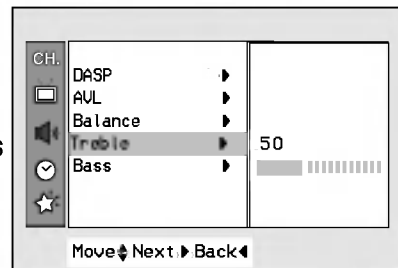 CH.
DASP
AVL
Balance
Treble 50
Bass
Move Next Back